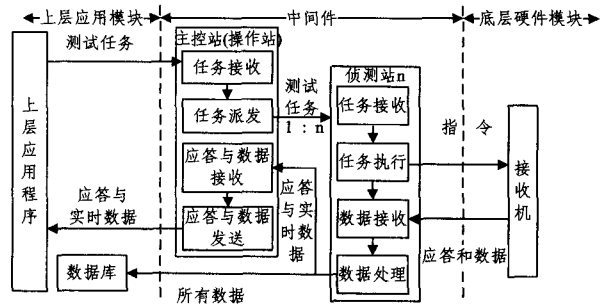 上层应用模块
中间件
底层硬件模块
测试任务
主控站(操作站)
任务接收
任务派发
应答与数据
接收
应答与数据
发送
测试
任务
1：n
侦测站n
任务接收
任务执行
数据接收
数据处理
指 令
接收机
应答和数据
上层应用程序
应答与
实时数据
应答与实时数据
数据库
所有数据